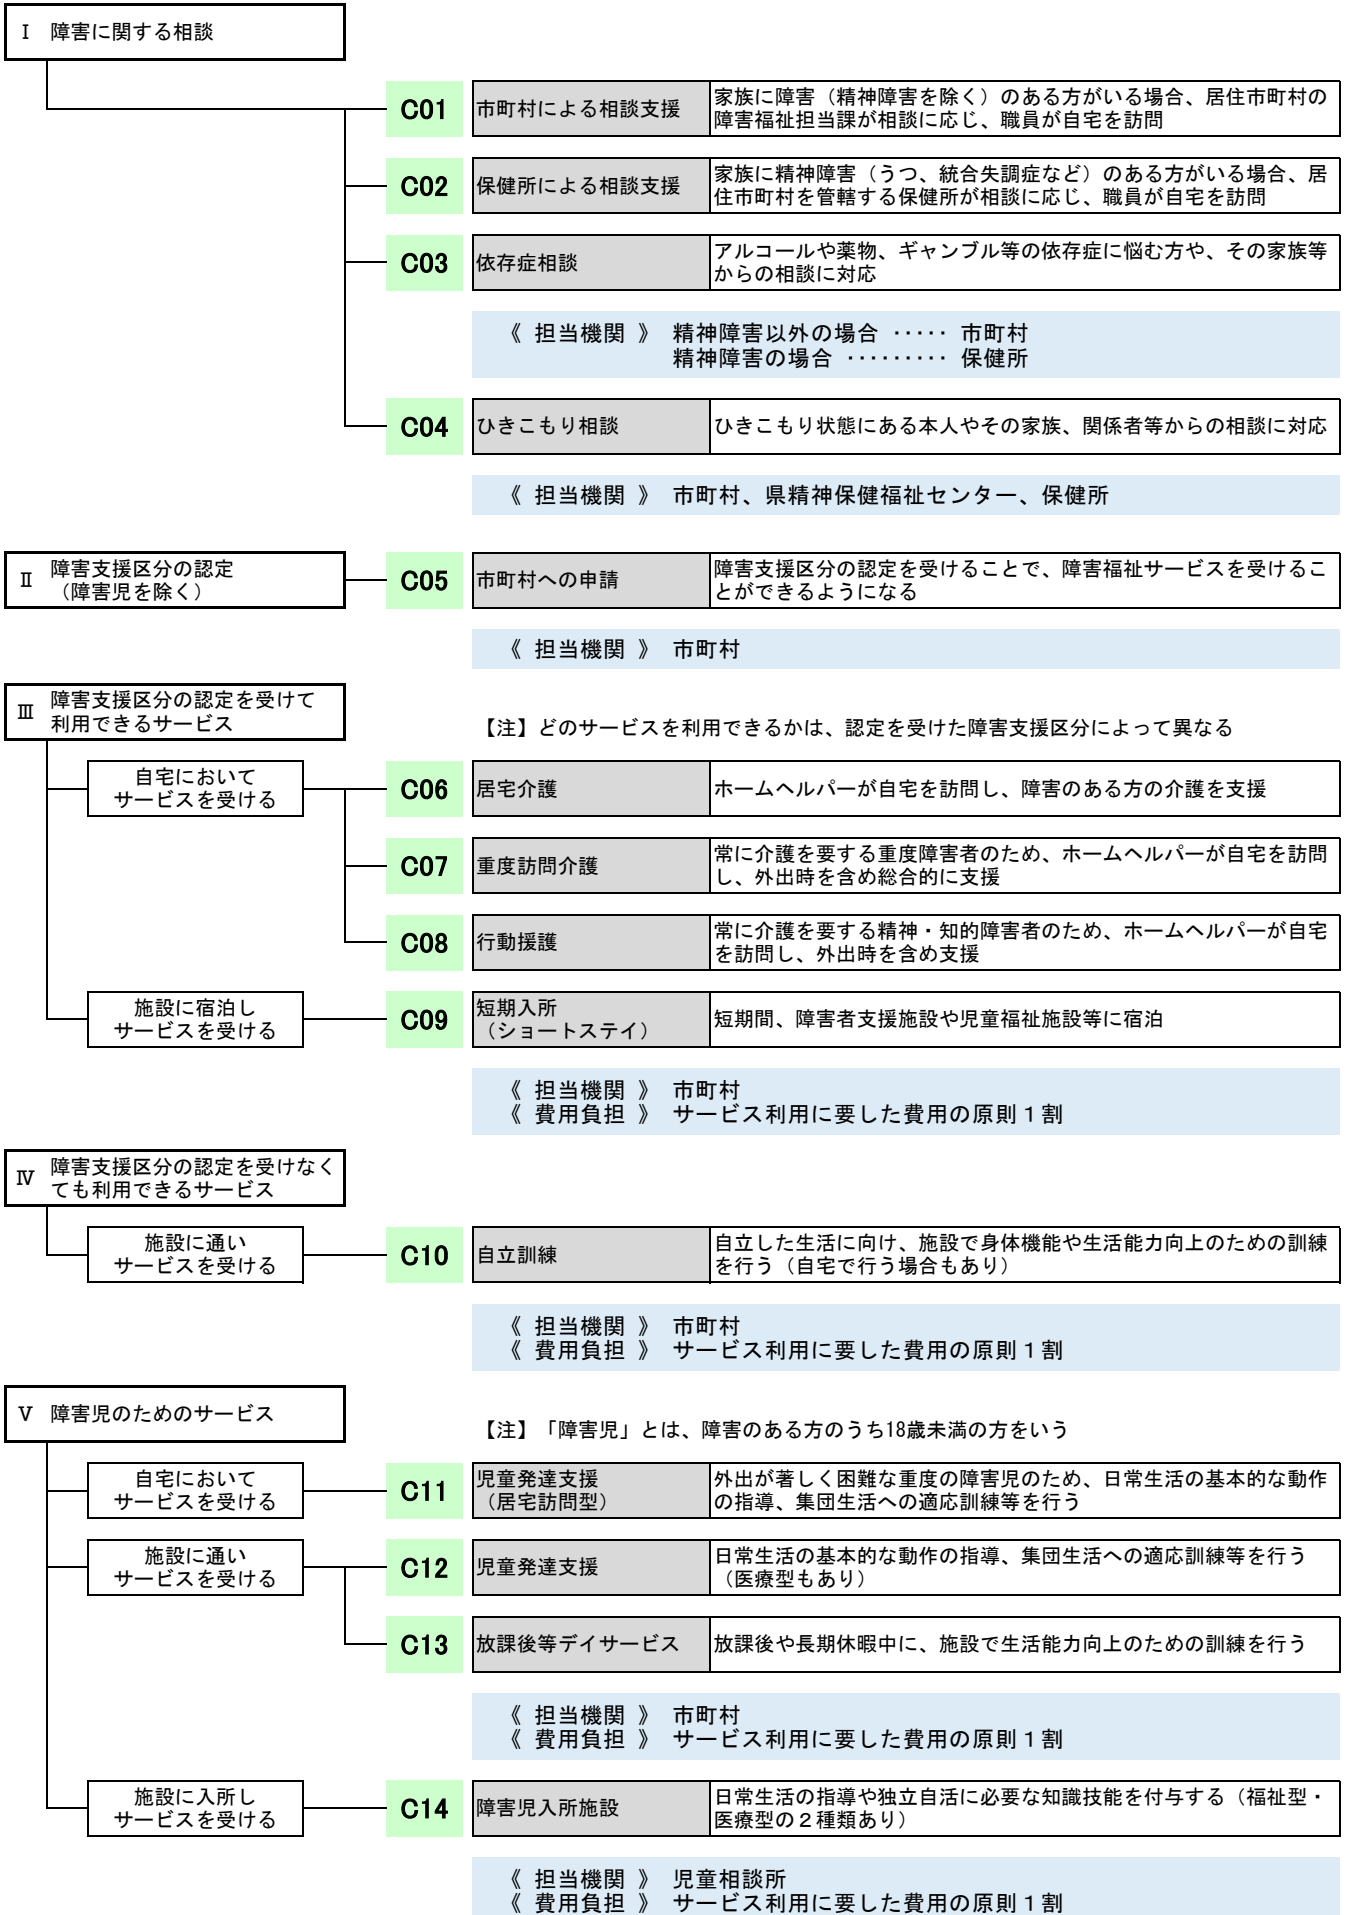 Ⅰ 障害に関する相談
C01
市町村による相談支援
家族に障害（精神障害を除く）のある方がいる場合、居住市町村の
障害福祉担当課が相談に応じ、職員が自宅を訪問
C02
保健所による相談支援
家族に精神障害（うつ、統合失調症など）のある方がいる場合、居
住市町村を管轄する保健所が相談に応じ、職員が自宅を訪問
C03
依存症相談
アルコールや薬物、ギャンブル等の依存症に悩む方や、その家族等
からの相談に対応
《 担当機関 》 精神障害以外の場合 ‥‥‥ 市町村
精神障害の場合 ‥‥‥‥‥ 保健所
C04
ひきこもり相談
ひきこもり状態にある本人やその家族、関係者等からの相談に対応
《 担当機関 》 市町村、県精神保健福祉センター、保健所
Ⅱ 障害支援区分の認定
（障害児を除く）
C05
市町村への申請
障害支援区分の認定を受けることで、障害福祉サービスを受けるこ
とができるようになる
《 担当機関 》 市町村
Ⅲ 障害支援区分の認定を受けて
利用できるサービス
【注】どのサービスを利用できるかは、認定を受けた障害支援区分によって異なる
自宅において
サービスを受ける
C06
居宅介護
ホームヘルパーが自宅を訪問し、障害のある方の介護を支援
C07
重度訪問介護
常に介護を要する重度障害者のため、ホームヘルパーが自宅を訪問
し、外出時を含め総合的に支援
C08
行動援護
常に介護を要する精神・知的障害者のため、ホームヘルパーが自宅
を訪問し、外出時を含め支援
施設に宿泊し
サービスを受ける
C09
短期入所
（ショートステイ）
短期間、障害者支援施設や児童福祉施設等に宿泊
《 担当機関 》 市町村
《 費用負担 》 サービス利用に要した費用の原則１割
Ⅳ 障害支援区分の認定を受けなく
ても利用できるサービス
施設に通い
サービスを受ける
C10
自立訓練
自立した生活に向け、施設で身体機能や生活能力向上のための訓練
を行う（自宅で行う場合もあり）
《 担当機関 》 市町村
《 費用負担 》 サービス利用に要した費用の原則１割
Ⅴ 障害児のためのサービス
【注】「障害児」とは、障害のある方のうち18歳未満の方をいう
自宅において
サービスを受ける
C11
児童発達支援
（居宅訪問型）
外出が著しく困難な重度の障害児のため、日常生活の基本的な動作
の指導、集団生活への適応訓練等を行う
施設に通い
サービスを受ける
C12
児童発達支援
日常生活の基本的な動作の指導、集団生活への適応訓練等を行う
（医療型もあり）
C13
放課後等デイサービス
放課後や長期休暇中に、施設で生活能力向上のための訓練を行う
《 担当機関 》 市町村
《 費用負担 》 サービス利用に要した費用の原則１割
施設に入所し
サービスを受ける
C14
障害児入所施設
日常生活の指導や独立自活に必要な知識技能を付与する（福祉型・
医療型の２種類あり）
《 担当機関 》 児童相談所
《 費用負担 》 サービス利用に要した費用の原則１割